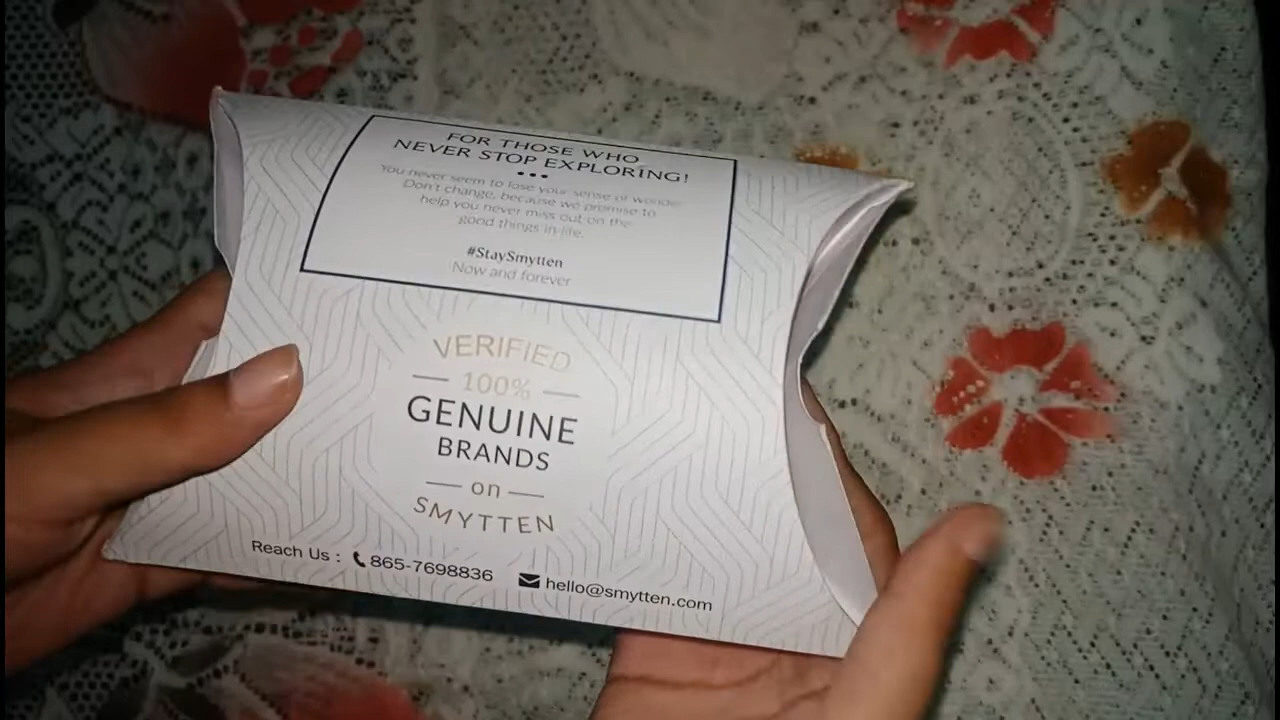 FOR THOSE WHO
NEVER STOP EXPLORING!
You never seem to lose your sense of wonder.
Don't change, because we promise to
help you never miss out on the
good things in life.
#StaySmytten
Now and forever
VERIFIED
100%
GENUINE
BRANDS
on
SMYTTEN
Reach Us : 865-7698836 hello@smytten.com